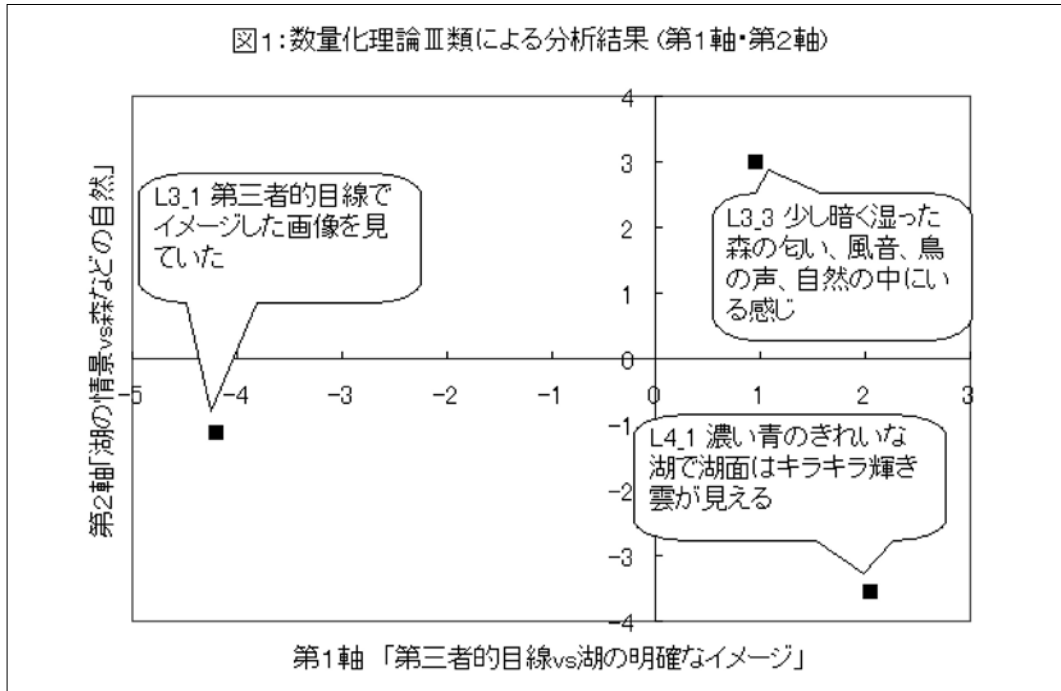 図1:数量化理論Ⅲ類による分析結果(第1軸・第2軸)
第2軸「湖の情景vs森などの自然」
4
3
2
1
0
-1
-2
-3
-4
-5
-4
-3
-2
-1
0
1
2
3
L3_1 第三者的目線で
イメージした画像を見
ていた
L3_3 少し暗く湿った
森の匂い、風音、鳥
の声、自然の中にい
る感じ
L4_1 濃い青のきれいな
湖で湖面はキラキラ輝き
雲が見える
第1軸 「第三者的目線vs湖の明確なイメージ」